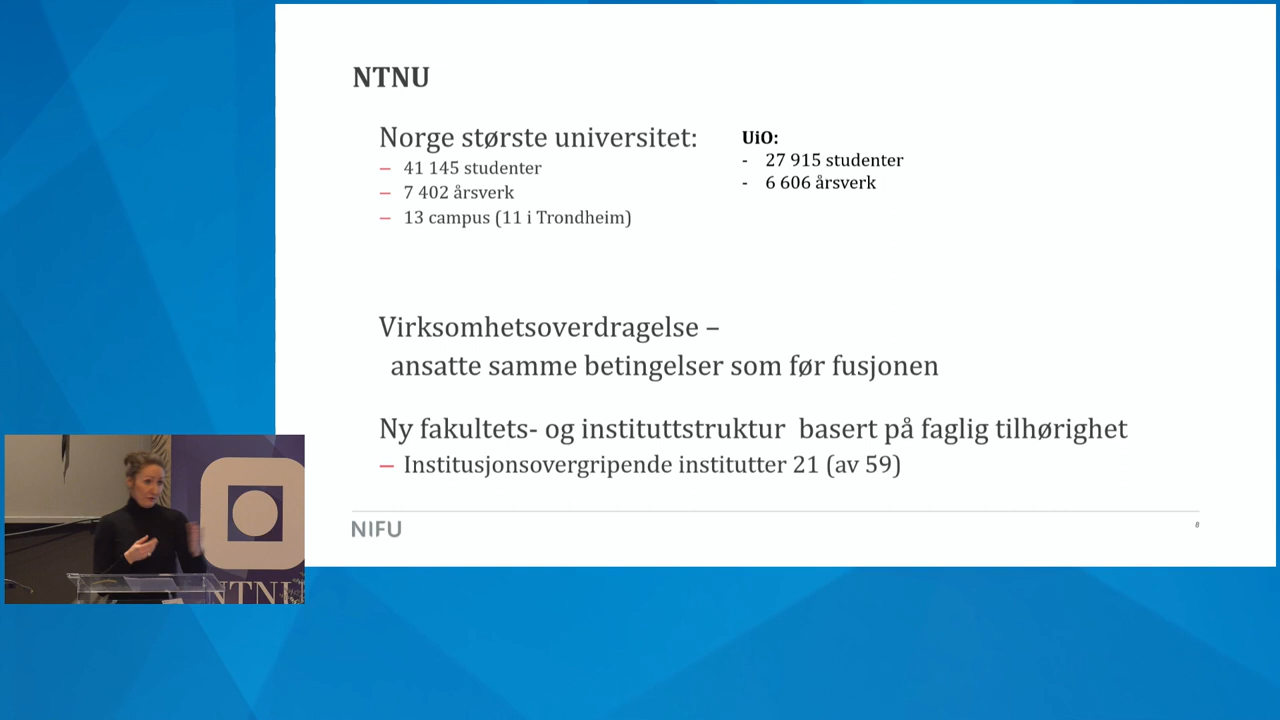 NTNU
Norge største universitet:
– 41 145 studenter
– 7 402 årsverk
– 13 campus (11 i Trondheim)
UiO:
- 27 915 studenter
- 6 606 årsverk
Virksomhetsoverdragelse –
ansatte samme betingelser som før fusjonen
Ny fakultets- og instituttstruktur basert på faglig tilhørighet
– Institusjonsovergripende institutter 21 (av 59)
NIFU
8
NTNU